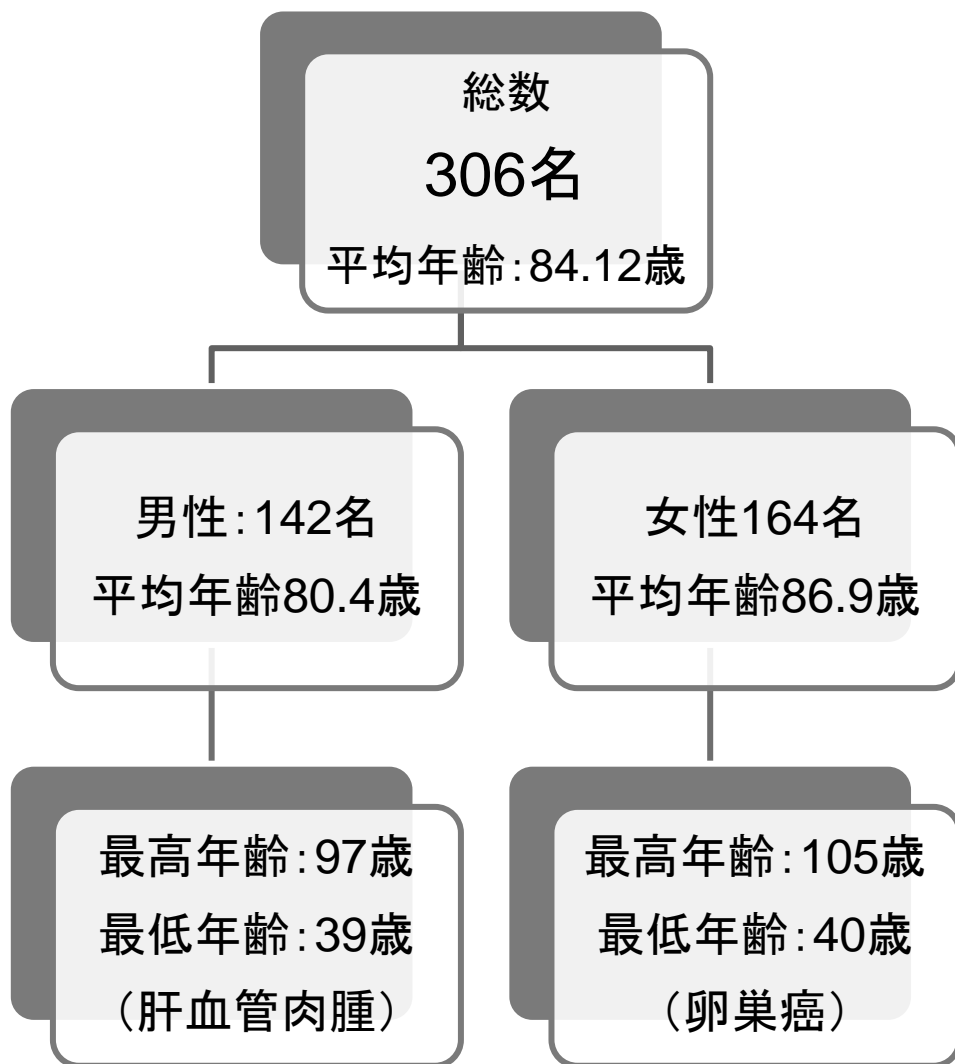 総数
306名
平均年齢：84.12歳
男性：142名
平均年齢80.4歳
女性164名
平均年齢86.9歳
最高年齢：97歳
最低年齢：39歳
（肝血管肉腫）
最高年齢：105歳
最低年齢：40歳
（卵巣癌）